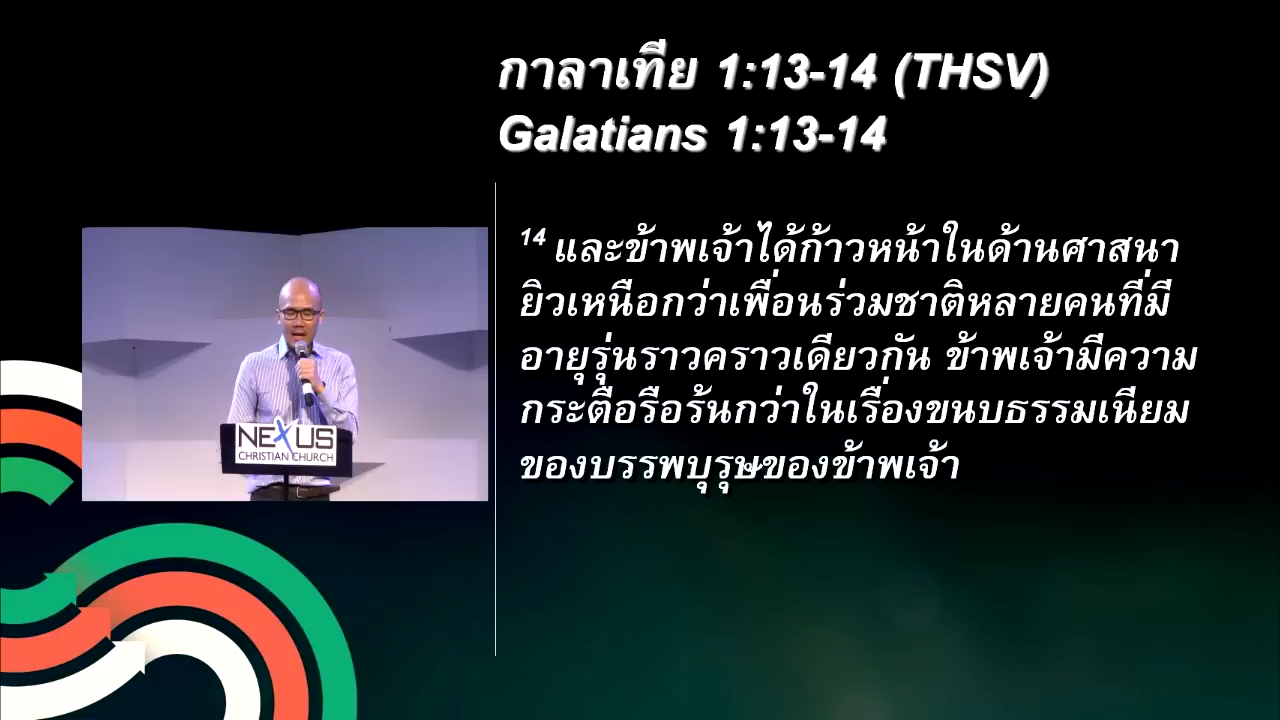 กาลาเทีย 1:13-14 (THSV)
Galatians 1:13-14
14 และข้าพเจ้าได้ก้าวหน้าในด้านศาสนา
ยิวเหนือกว่าเพื่อนร่วมชาติหลายคนที่มี
อายุรุ่นราวคราวเดียวกัน ข้าพเจ้ามีความ
กระตือรือร้นกว่าในเรื่องขนบธรรมเนียม
ของบรรพบุรุษของข้าพเจ้า
NEXUS
CHRISTIAN CHURCH